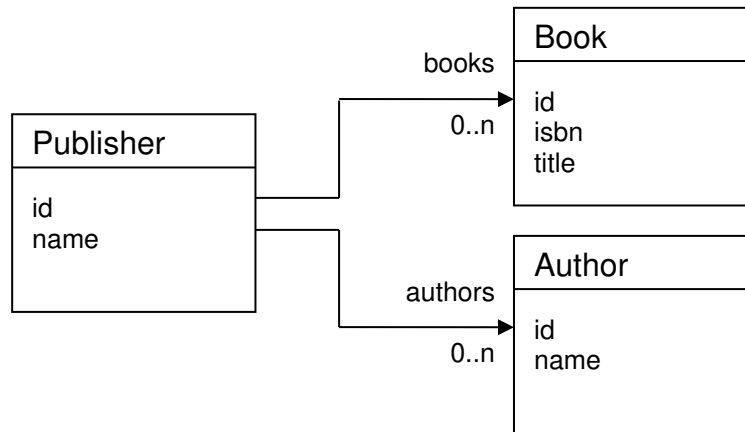 Publisher
id
name
books
0..n
Book
id
isbn
title
authors
0..n
Author
id
name